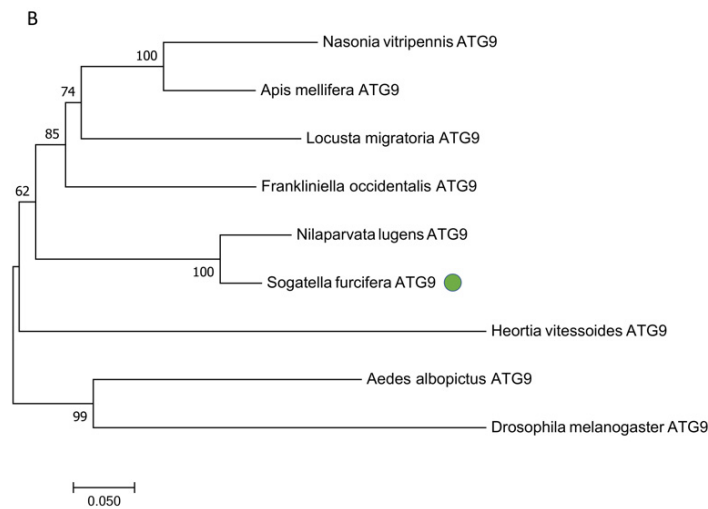 B
Nasonia vitripennis ATG9
100
Apis mellifera ATG9
74
Locusta migratoria ATG9
85
Frankliniella occidentalis ATG9
62
Nilaparvata lugens ATG9
100
Sogatella furcifera ATG9
Heortia vitessoides ATG9
Aedes albopictus ATG9
99
Drosophila melanogaster ATG9
0.050